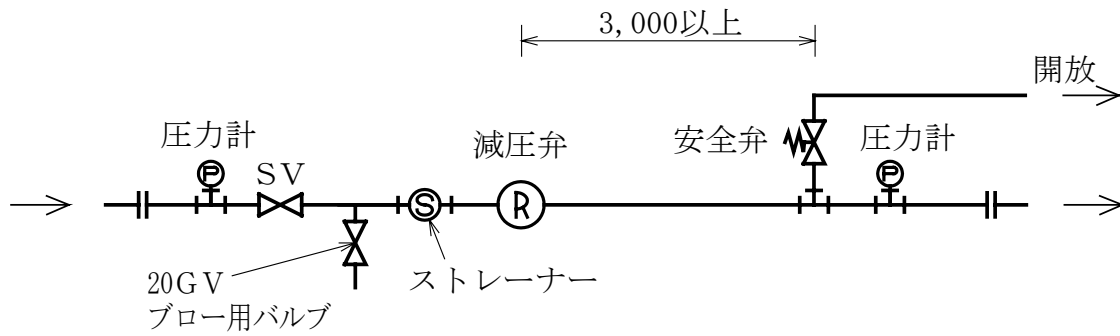 3,000以上
開放
圧力計
減圧弁
安全弁
圧力計
SV
P
P
S
R
20GV
ブロー用バルブ
ストレーナー